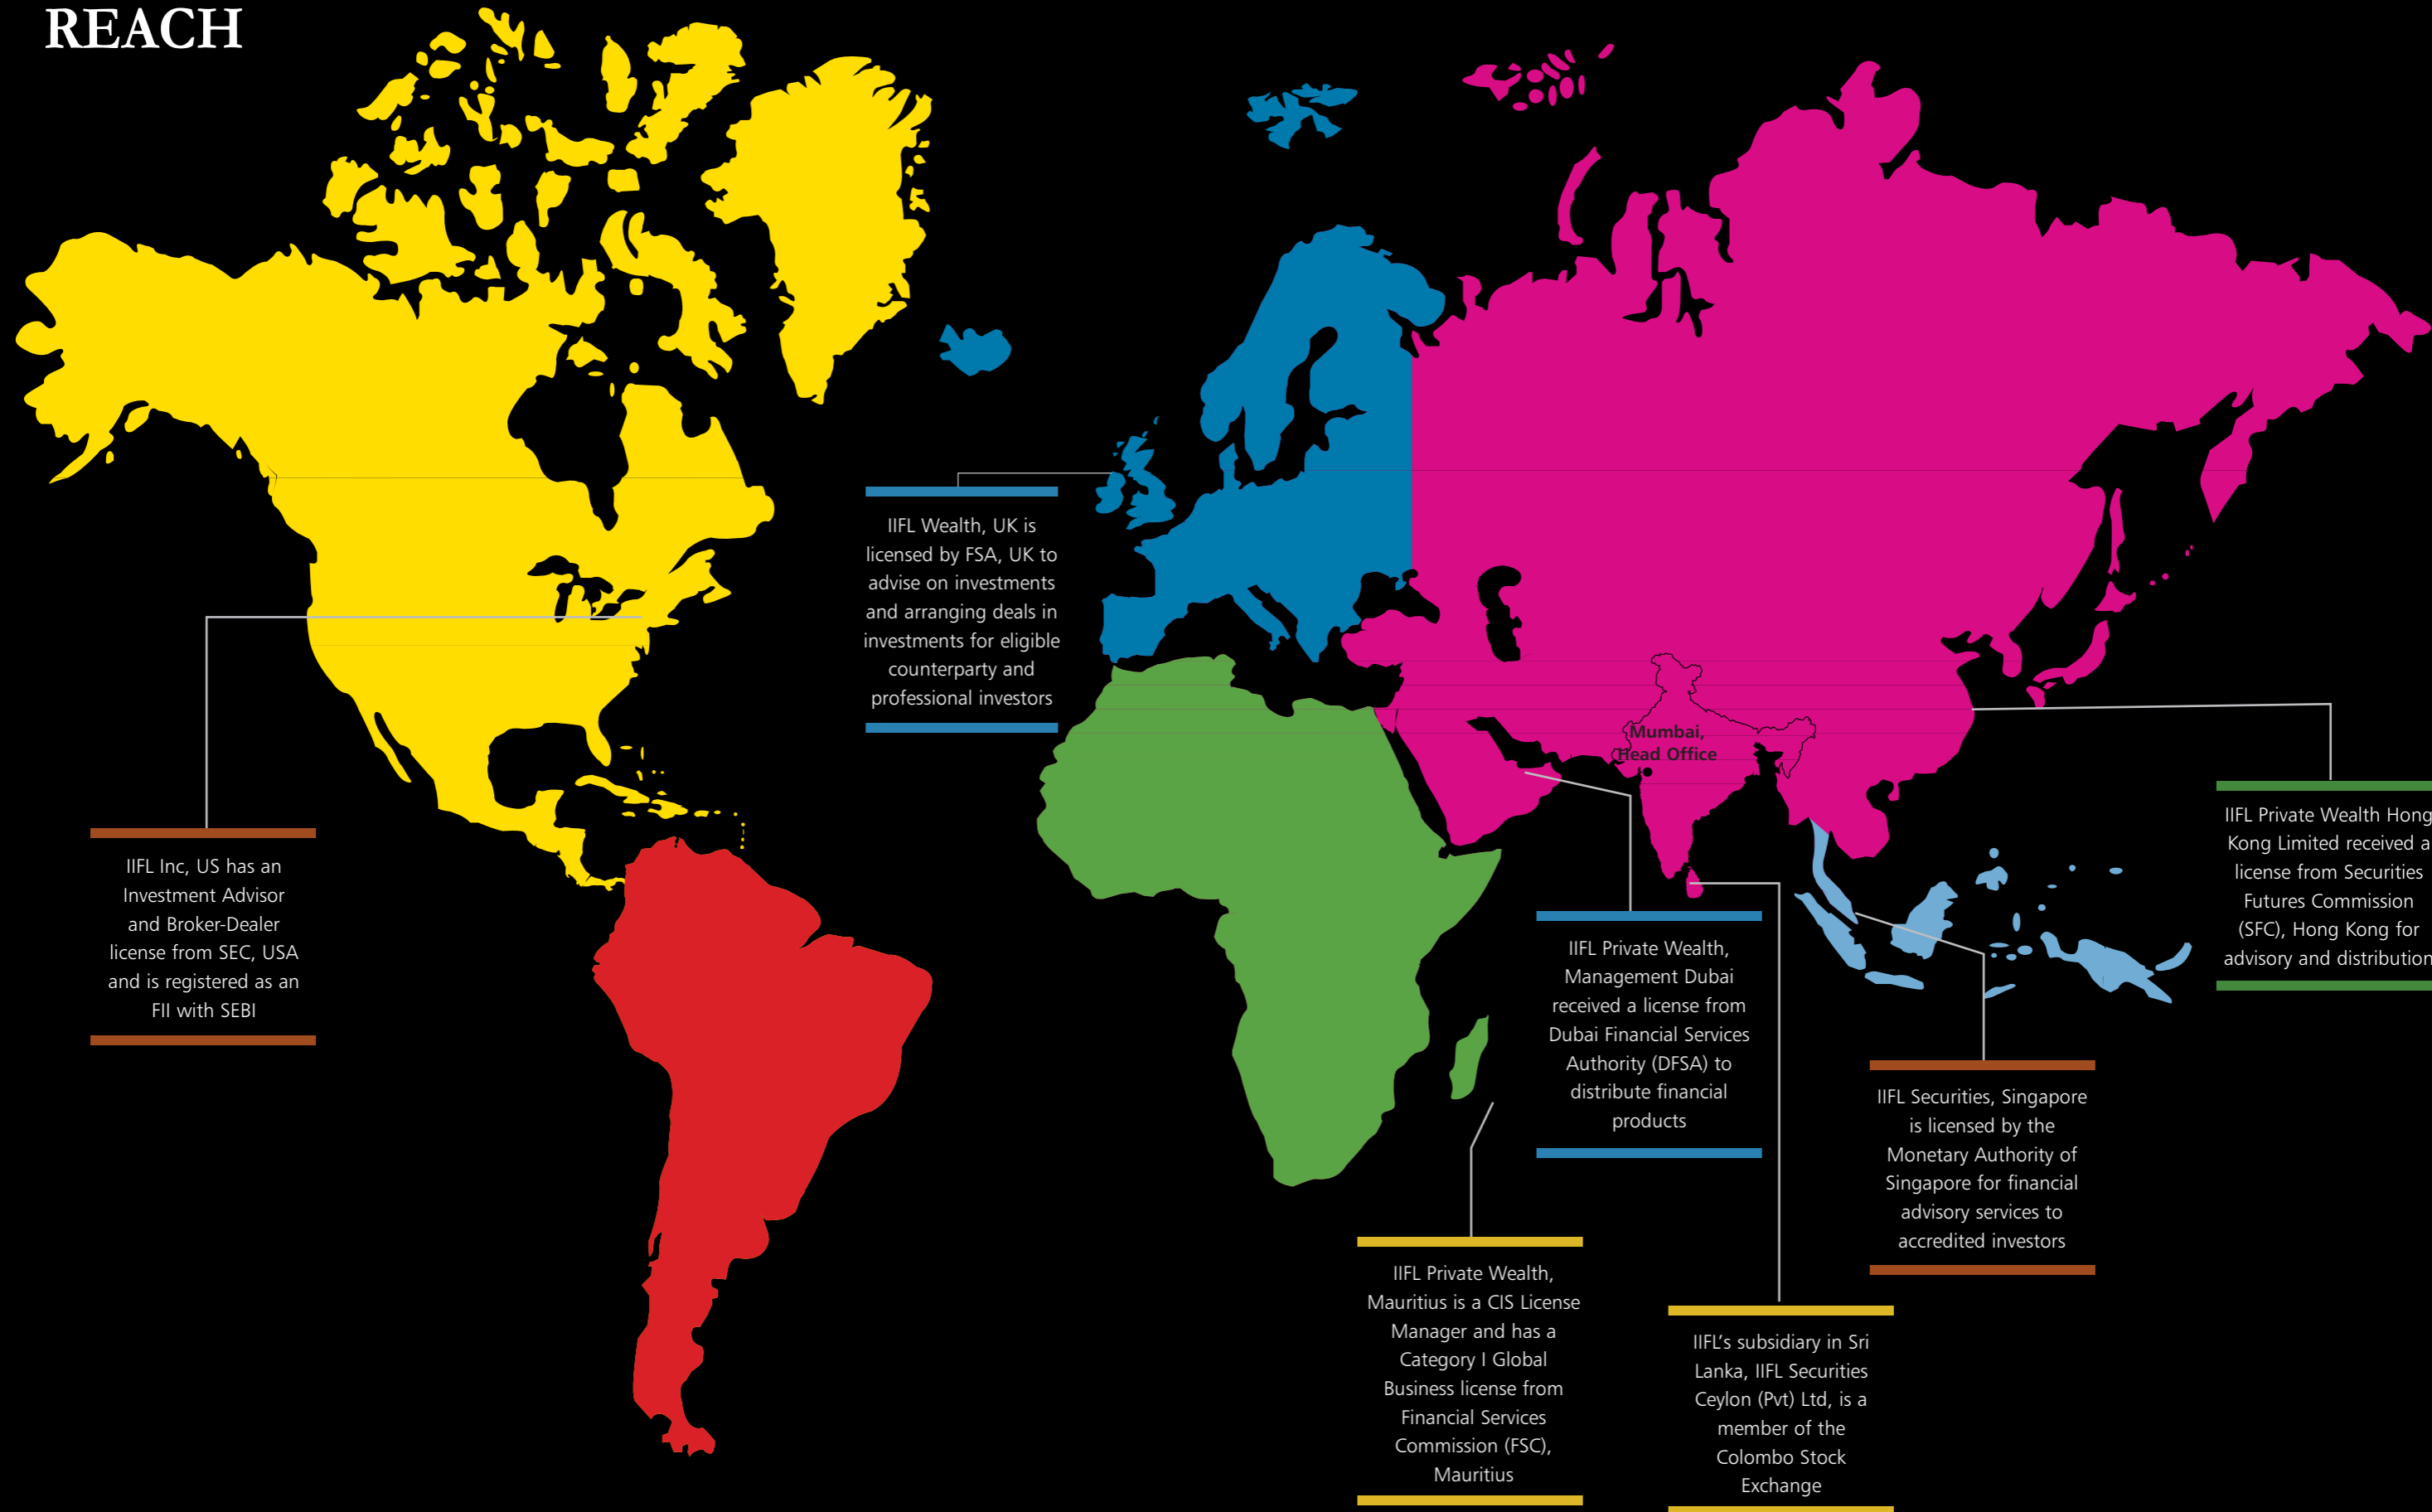 REACH
IIFL Wealth, UK is
licensed by FSA, UK to
advise on investments
and arranging deals in
investments for eligible
counterparty and
professional investors
Mumbai,
Head Office
IIFL Inc, US has an
Investment Advisor
and Broker-Dealer
license from SEC, USA
and is registered as an
FII with SEBI
IIFL Private Wealth Hong
Kong Limited received a
license from Securities
Futures Commission
(SFC), Hong Kong for
advisory and distribution
IIFL Private Wealth,
Management Dubai
received a license from
Dubai Financial Services
Authority (DFSA) to
distribute financial
products
IIFL Securities, Singapore
is licensed by the
Monetary Authority of
Singapore for financial
advisory services to
accredited investors
IIFL Private Wealth,
Mauritius is a CIS License
Manager and has a
Category I Global
Business license from
Financial Services
Commission (FSC),
Mauritius
IIFL's subsidiary in Sri
Lanka, IIFL Securities
Ceylon (Pvt) Ltd, is a
member of the
Colombo Stock
Exchange